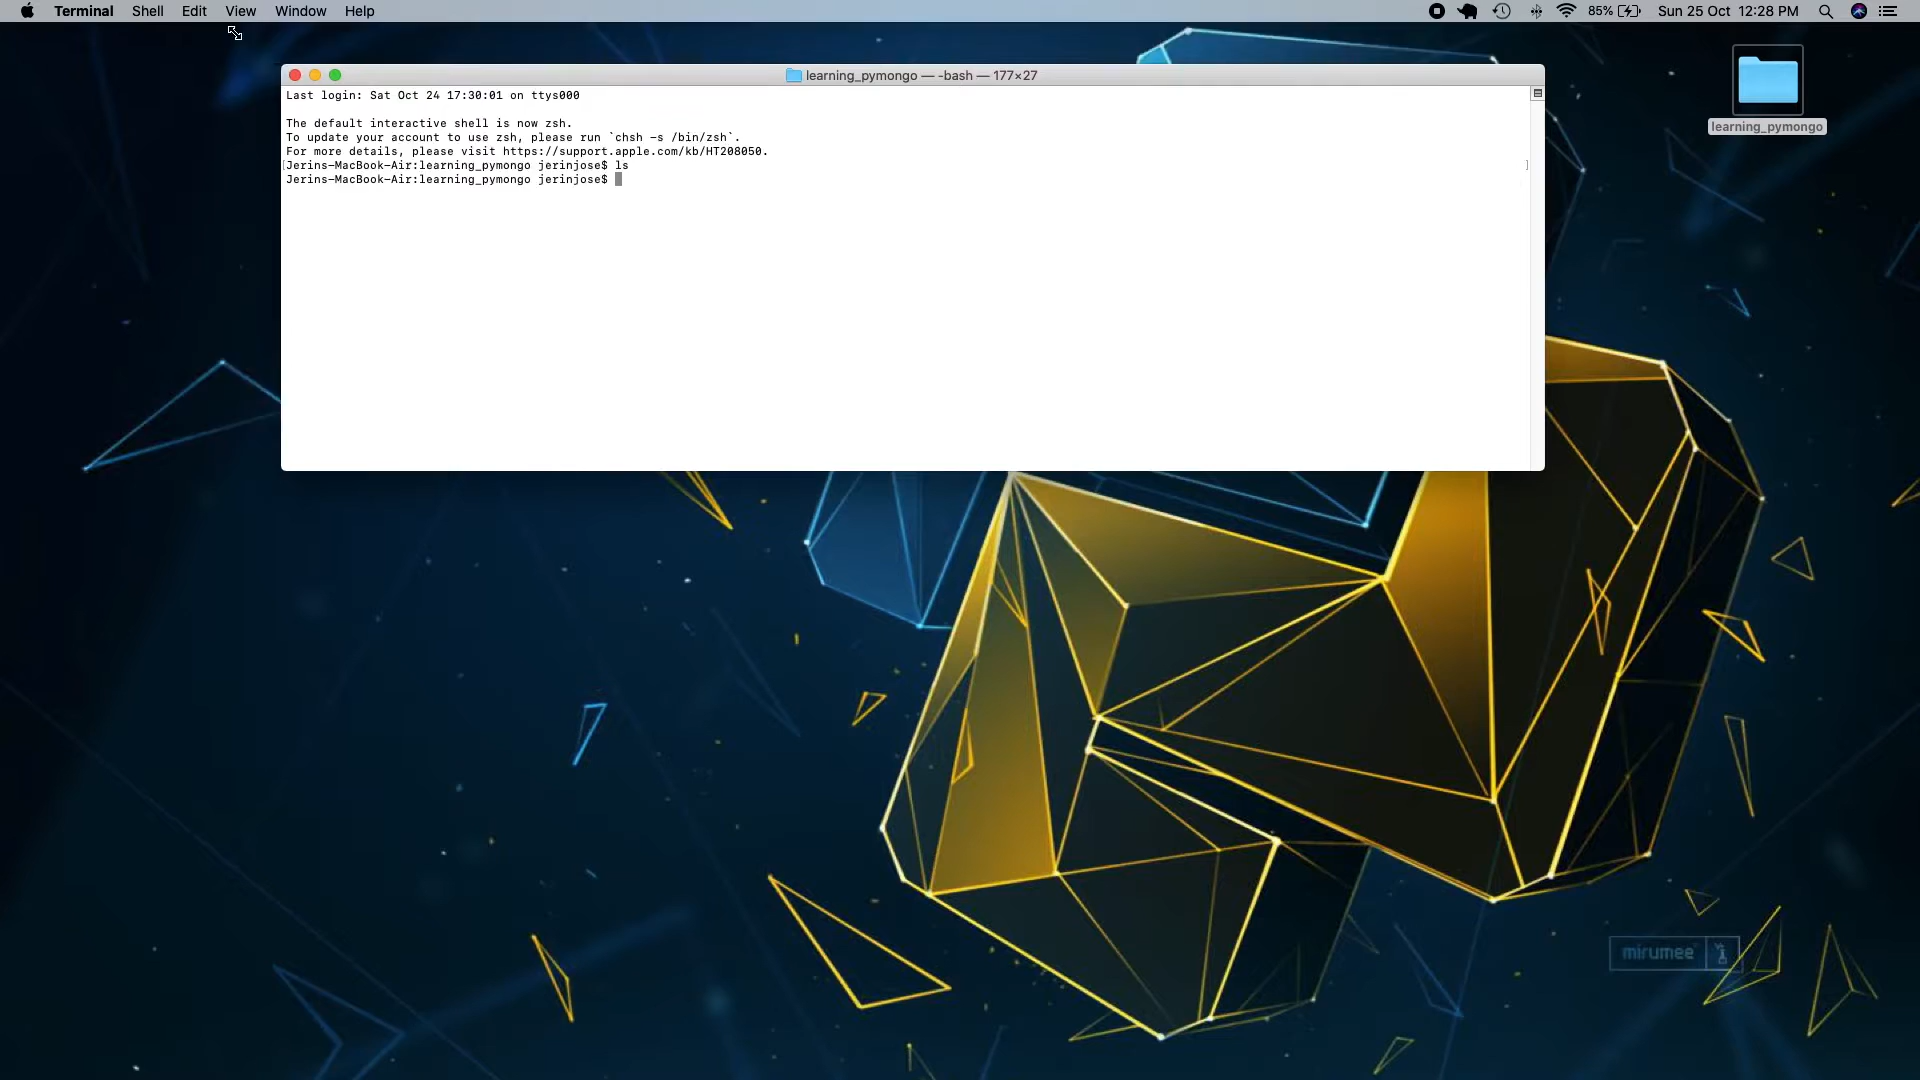 Terminal Shell Edit View Window Help 85% Sun 25 Oct 12:28 PM
learning_pymongo — -bash — 177×27
Last login: Sat Oct 24 17:30:01 on ttys000
The default interactive shell is now zsh.
To update your account to use zsh, please run `chsh -s /bin/zsh`.
For more details, please visit https://support.apple.com/kb/HT208050.
[Jerins-MacBook-Air:learning_pymongo jerinjose$ ls ]
Jerins-MacBook-Air:learning_pymongo jerinjose$
learning_pymongo
mirumee